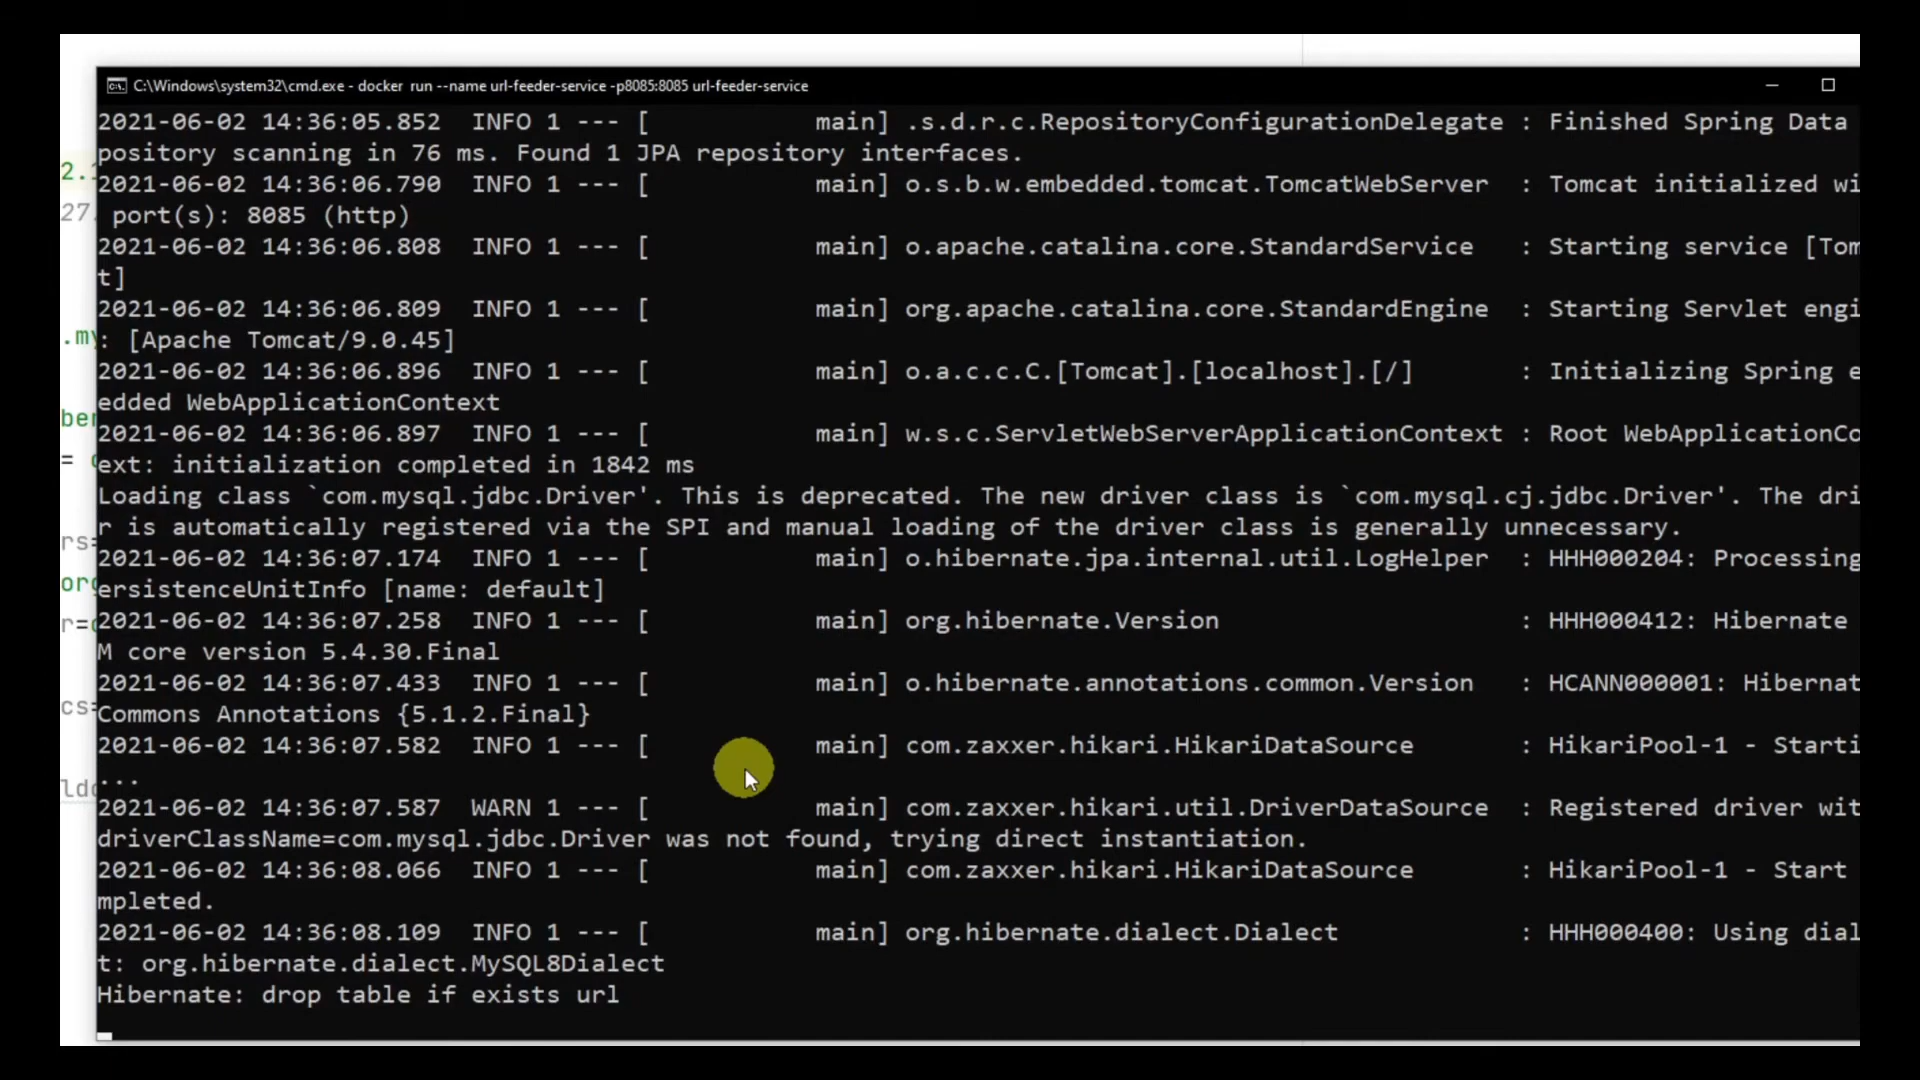 C:\Windows\system32\cmd.exe - docker run --name url-feeder-service -p8085:8085 url-feeder-service
2021-06-02 14:36:05.852 INFO 1 --- [ main] .s.d.r.c.RepositoryConfigurationDelegate : Finished Spring Data
pository scanning in 76 ms. Found 1 JPA repository interfaces.
2021-06-02 14:36:06.790 INFO 1 --- [ main] o.s.b.w.embedded.tomcat.TomcatWebServer : Tomcat initialized wi
port(s): 8085 (http)
2021-06-02 14:36:06.808 INFO 1 --- [ main] o.apache.catalina.core.StandardService : Starting service [Tom
t]
2021-06-02 14:36:06.809 INFO 1 --- [ main] org.apache.catalina.core.StandardEngine : Starting Servlet engi
: [Apache Tomcat/9.0.45]
2021-06-02 14:36:06.896 INFO 1 --- [ main] o.a.c.c.C.[Tomcat].[localhost].[/] : Initializing Spring e
edded WebApplicationContext
2021-06-02 14:36:06.897 INFO 1 --- [ main] w.s.c.ServletWebServerApplicationContext : Root WebApplicationCo
ext: initialization completed in 1842 ms
Loading class `com.mysql.jdbc.Driver'. This is deprecated. The new driver class is `com.mysql.cj.jdbc.Driver'. The dri
r is automatically registered via the SPI and manual loading of the driver class is generally unnecessary.
2021-06-02 14:36:07.174 INFO 1 --- [ main] o.hibernate.jpa.internal.util.LogHelper : HHH000204: Processing
ersistenceUnitInfo [name: default]
2021-06-02 14:36:07.258 INFO 1 --- [ main] org.hibernate.Version : HHH000412: Hibernate
M core version 5.4.30.Final
2021-06-02 14:36:07.433 INFO 1 --- [ main] o.hibernate.annotations.common.Version : HCANN000001: Hibernat
Commons Annotations {5.1.2.Final}
2021-06-02 14:36:07.582 INFO 1 --- [ main] com.zaxxer.hikari.HikariDataSource : HikariPool-1 - Starti
...
2021-06-02 14:36:07.587 WARN 1 --- [ main] com.zaxxer.hikari.util.DriverDataSource : Registered driver wit
driverClassName=com.mysql.jdbc.Driver was not found, trying direct instantiation.
2021-06-02 14:36:08.066 INFO 1 --- [ main] com.zaxxer.hikari.HikariDataSource : HikariPool-1 - Start
mpleted.
2021-06-02 14:36:08.109 INFO 1 --- [ main] org.hibernate.dialect.Dialect : HHH000400: Using dial
t: org.hibernate.dialect.MySQL8Dialect
Hibernate: drop table if exists url